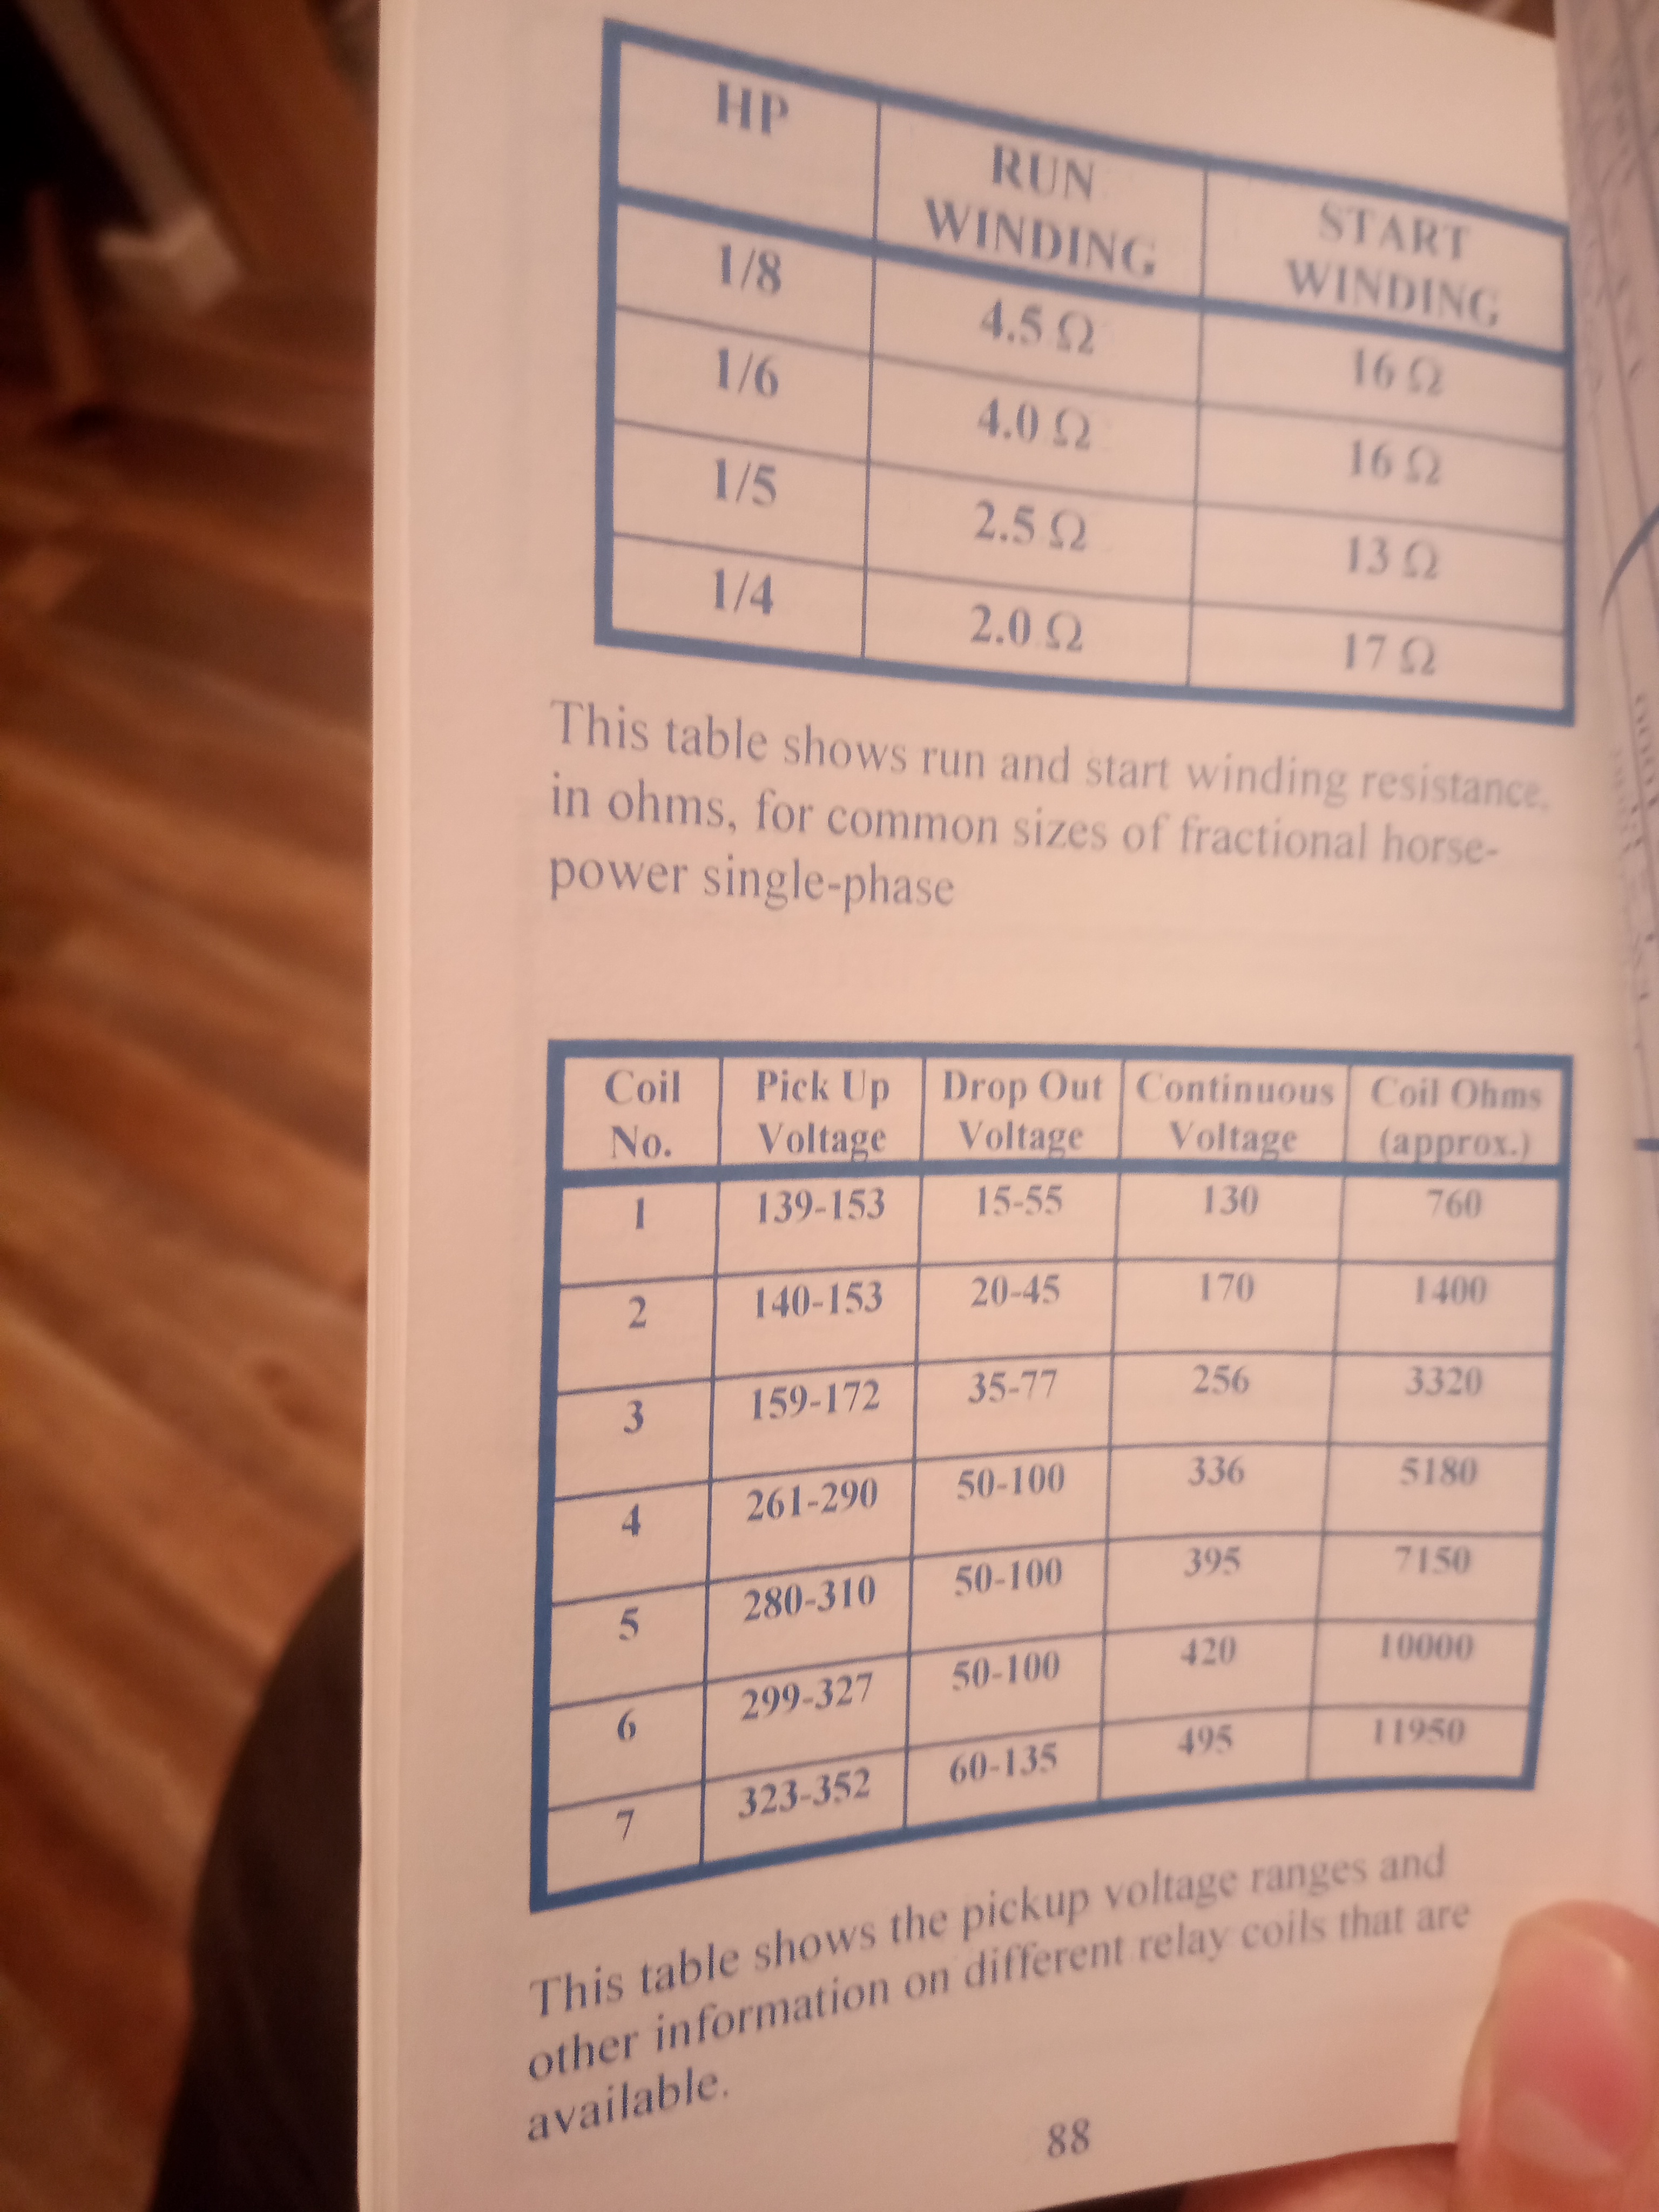 HP RUN WINDING START WINDING
1/8 4.5 Ω 16 Ω
1/6 4.0 Ω 16 Ω
1/5 2.5 Ω 13 Ω
1/4 2.0 Ω 17 Ω
This table shows run and start winding resistance,
in ohms, for common sizes of fractional horse-
power single-phase
Coil No. Pick Up Voltage Drop Out Voltage Continuous Voltage Coil Ohms (approx.)
1 139-153 15-55 130 760
2 140-153 20-45 170 1400
3 159-172 35-77 256 3320
4 261-290 50-100 336 5180
5 280-310 50-100 395 7150
6 299-327 50-100 420 10000
7 323-352 60-135 495 11950
This table shows the pickup voltage ranges and
other information on different relay coils that are
available.
88